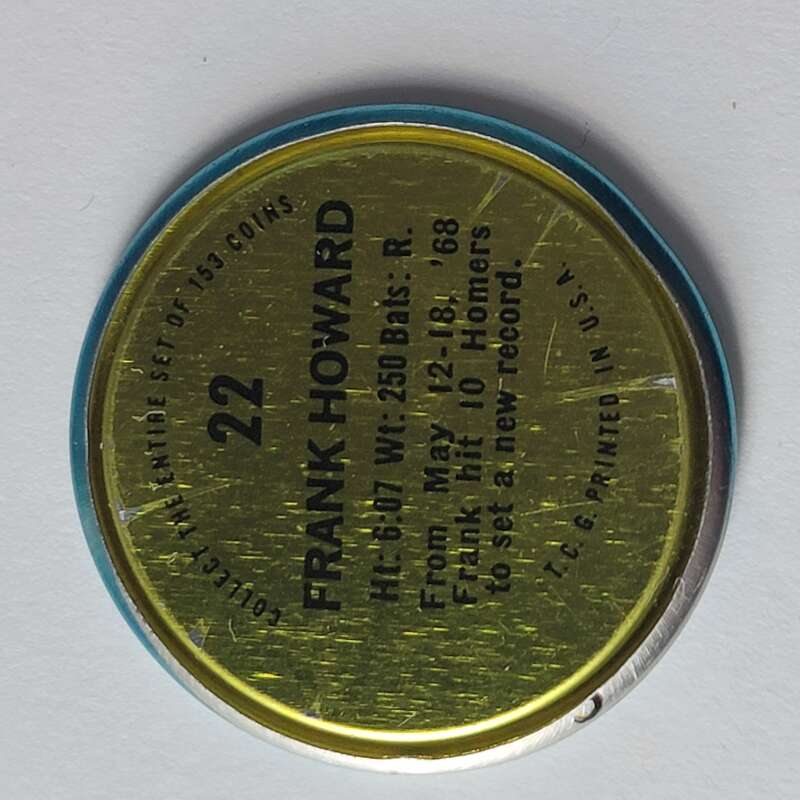 COLLECT THE ENTIRE SET OF 153 COINS
22
FRANK HOWARD
Ht: 6:07 Wt: 250 Bats: R.
From May 12-18, '68
Frank hit 10 Homers
to set a new record.
T.C.G. PRINTED IN U.S.A.